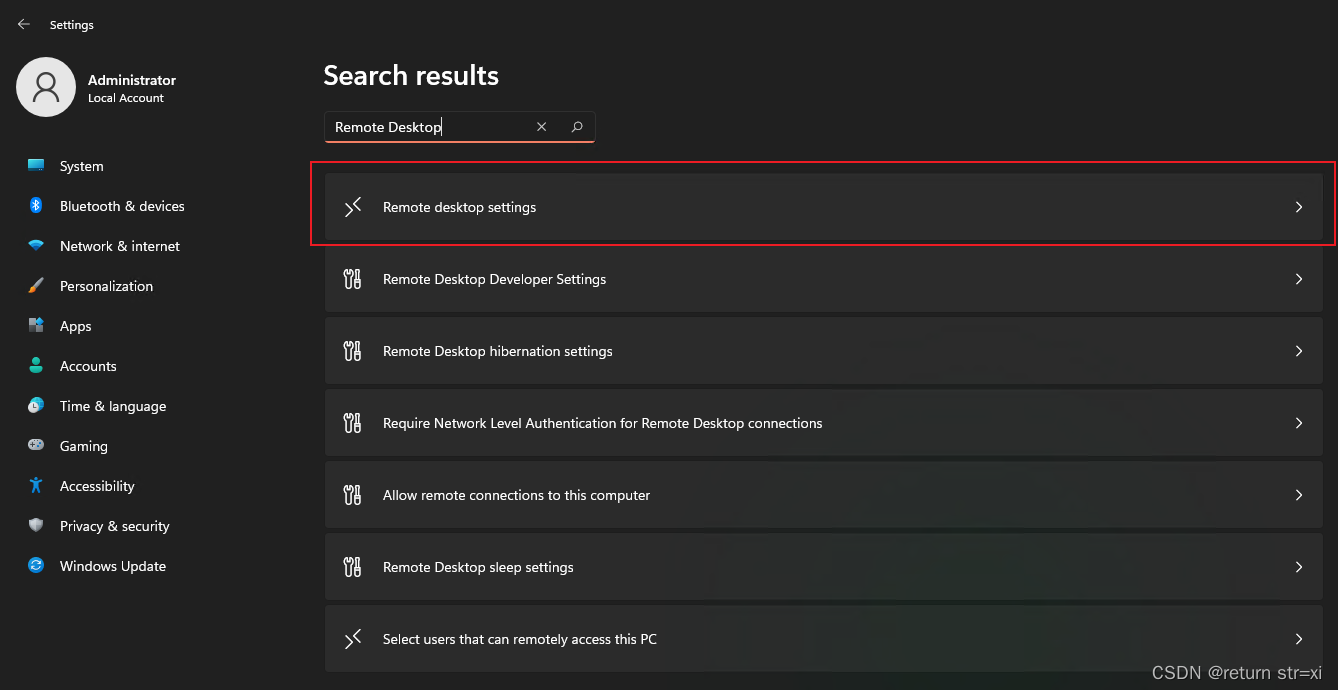 Settings
Administrator
Local Account
System
Bluetooth & devices
Network & internet
Personalization
Apps
Accounts
Time & language
Gaming
Accessibility
Privacy & security
Windows Update
Search results
Remote Desktop
Remote desktop settings
Remote Desktop Developer Settings
Remote Desktop hibernation settings
Require Network Level Authentication for Remote Desktop connections
Allow remote connections to this computer
Remote Desktop sleep settings
Select users that can remotely access this PC
CSDN @return str=xi